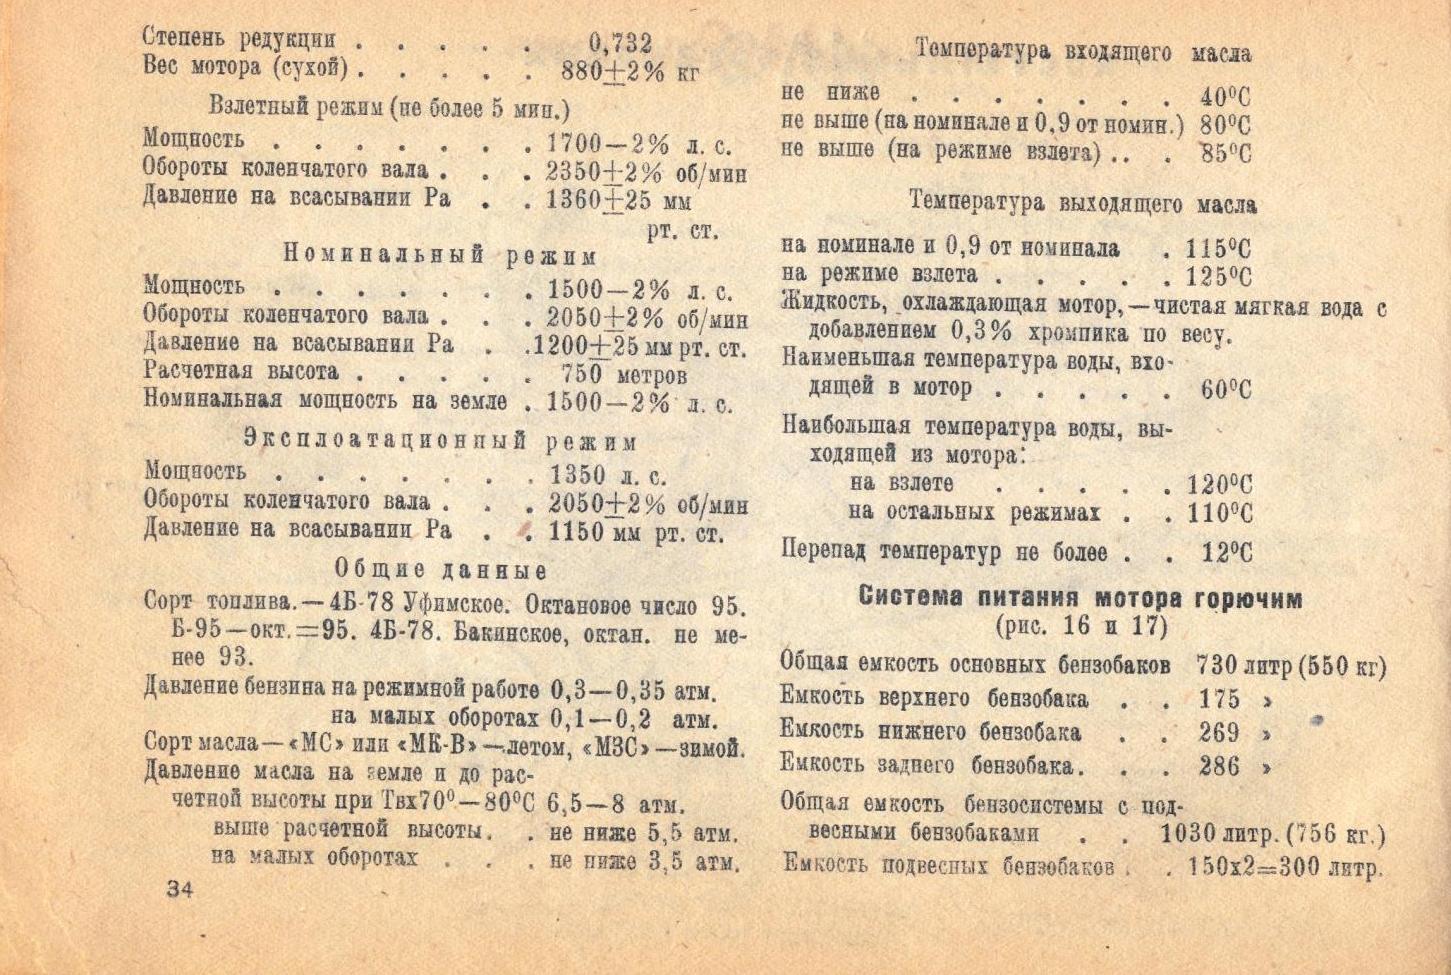 Степень редукции . . . . . 0,732
Вес мотора (сухой) . . . . . 880±2% кг
Взлетный режим (не более 5 мин.)
Мощность . . . . . . . 1700—2% л. с.
Обороты коленчатого вала . . . 2350±2% об/мин
Давление на всасывании Ра . . 1360±25 мм
рт. ст.
Номинальный режим
Мощность . . . . . . . 1500—2% л. с.
Обороты коленчатого вала . . . 2050±2% об/мин
Давление на всасывании Ра . . 1200±25 мм рт. ст.
Расчетная высота . . . . . 750 метров
Номинальная мощность на земле . 1500—2% л. с.
Эксплоатационный режим
Мощность . . . . . . . 1350 л. с.
Обороты коленчатого вала . . . 2050±2% об/мин
Давление на всасывании Ра . . 1150 мм рт. ст.
Общие данные
Сорт топлива.—4Б-78 Уфимское. Октановое число 95.
Б-95—окт.=95. 4Б-78. Бакинское, октан. не ме-
нее 93.
Давление бензина на режимной работе 0,3—0,35 атм.
на малых оборотах 0,1—0,2 атм.
Сорт масла—«МС» или «МК-В»—летом, «МЗС»—зимой.
Давление масла на земле и до рас-
четной высоты при Твх70°—80°С 6,5—8 атм.
выше расчетной высоты. . не ниже 5,5 атм.
на малых оборотах . . . не ниже 3,5 атм.
34
Температура входящего масла
не ниже . . . . . . . 40°С
не выше (на номинале и 0,9 от номин.) 80°С
не выше (на режиме взлета) . . . 85°С
Температура выходящего масла
на номинале и 0,9 от номинала . 115°С
на режиме взлета . . . . . 125°С
Жидкость, охлаждающая мотор,—чистая мягкая вода с
добавлением 0,3% хромпика по весу.
Наименьшая температура воды, вхо-
дящей в мотор . . . . . 60°С
Наибольшая температура воды, вы-
ходящей из мотора:
на взлете . . . . . 120°С
на остальных режимах . . 110°С
Перепад температур не более . . 12°С
Система питания мотора горючим
(рис. 16 и 17)
Общая емкость основных бензобаков 730 литр (550 кг)
Емкость верхнего бензобака . . 175 »
Емкость нижнего бензобака . . 269 »
Емкость заднего бензобака. . . 286 »
Общая емкость бензосистемы с под-
весными бензобаками . . 1030 литр. (756 кг.)
Емкость подвесных бензобаков . . 150х2=300 литр.